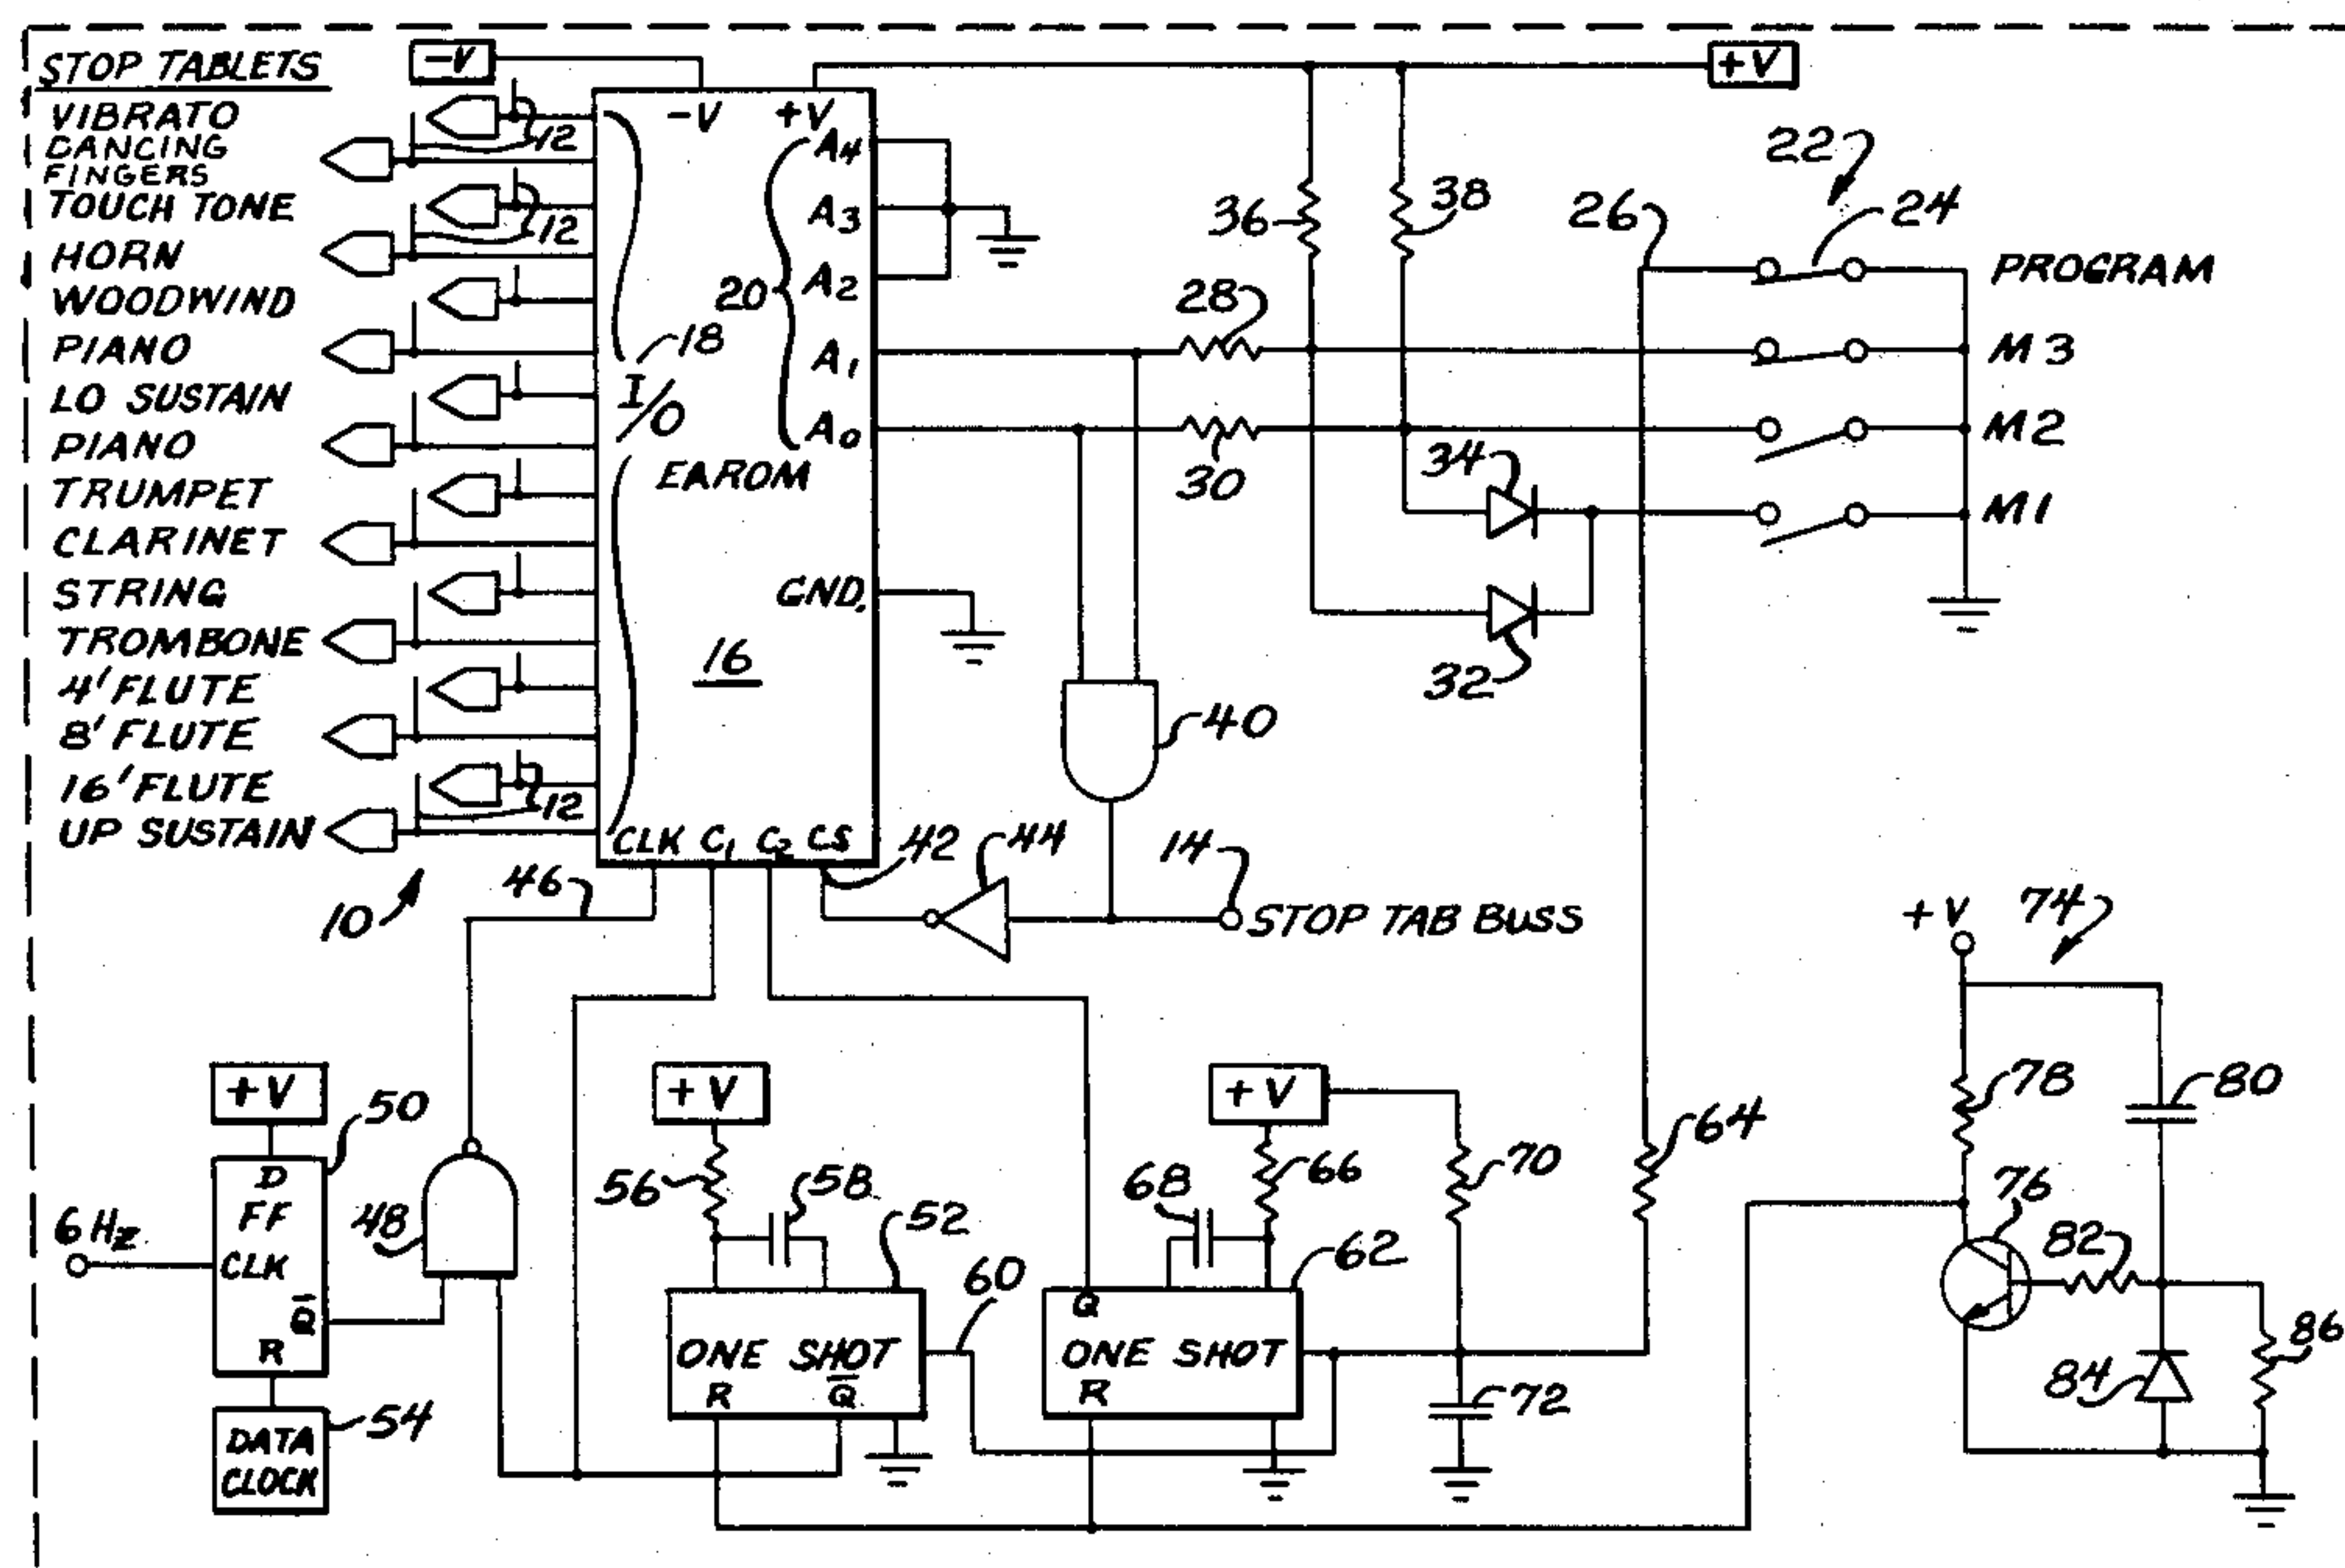 STOP TABLETS
VIBRATO
DANCING
FINGERS
TOUCH TONE
HORN
WOODWIND
PIANO
LO SUSTAIN
PIANO
TRUMPET
CLARINET
STRING
TROMBONE
4' FLUTE
8' FLUTE
16' FLUTE
UP SUSTAIN
12
12
12
10
-V
-V +V
+V
A4
A3
A2
A1
A0
20
18
I/O
EAROM
GND.
16
CLK C1 C2 CS
42
44
46
14
STOP TAB BUSS
40
36
38
28
30
34
32
26
22
24
PROGRAM
M3
M2
M1
+V
50
D
FF
CLK
Q̅
R
6 Hz
48
DATA
CLOCK
54
+V
56
58
52
ONE SHOT
R Q̅
60
+V
68
66
62
Q
ONE SHOT
R
70
72
64
+V
74
78
80
76
82
84
86